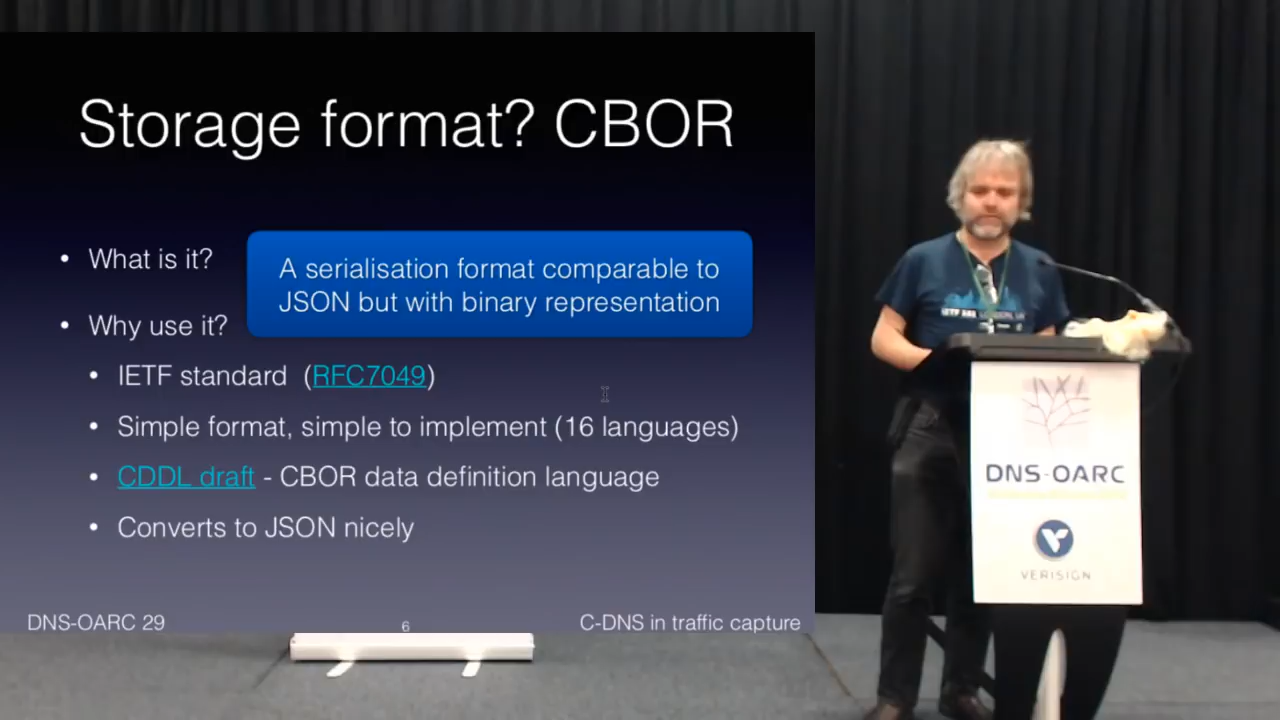 Storage format? CBOR
• What is it?
A serialisation format comparable to
JSON but with binary representation
• Why use it?
• IETF standard (RFC7049)
• Simple format, simple to implement (16 languages)
• CDDL draft - CBOR data definition language
• Converts to JSON nicely
DNS-OARC 29
6
C-DNS in traffic capture
DNS-OARC
VERISIGN